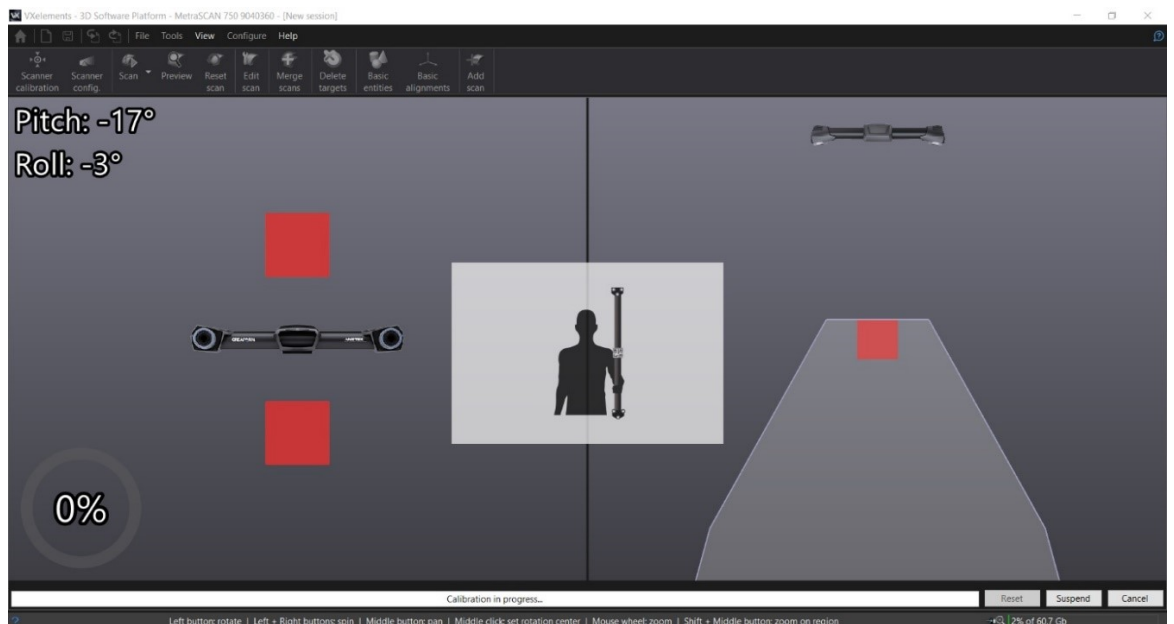 VXelements - 3D Software Platform - MetraSCAN 750 9040360 - [New session]
File Tools View Configure Help
Scanner calibration
Scanner config.
Scan
Preview
Reset scan
Edit scan
Merge scans
Delete targets
Basic entities
Basic alignments
Add scan
Pitch: -17°
Roll: -3°
0%
Calibration in progress...
Reset Suspend Cancel
Left button: rotate | Left + Right buttons: spin | Middle button: pan | Middle click: set rotation center | Mouse wheel: zoom | Shift + Middle button: zoom on region
2% of 60.7 Gb